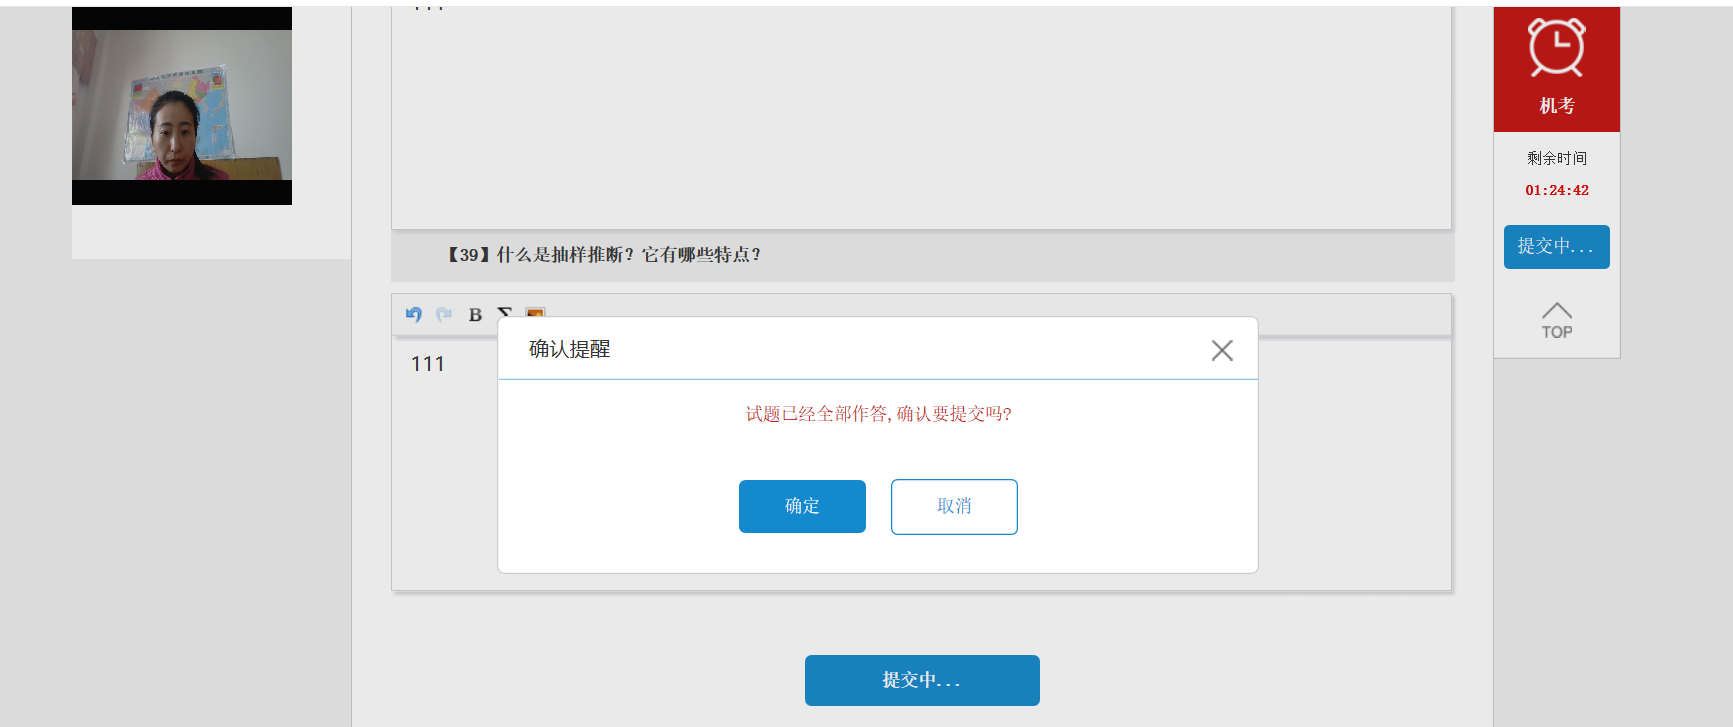 机考
剩余时间
01:24:42
提交中...
TOP
【39】什么是抽样推断？它有哪些特点？
B Σ
111
确认提醒
试题已经全部作答,确认要提交吗?
确定
取消
提交中...